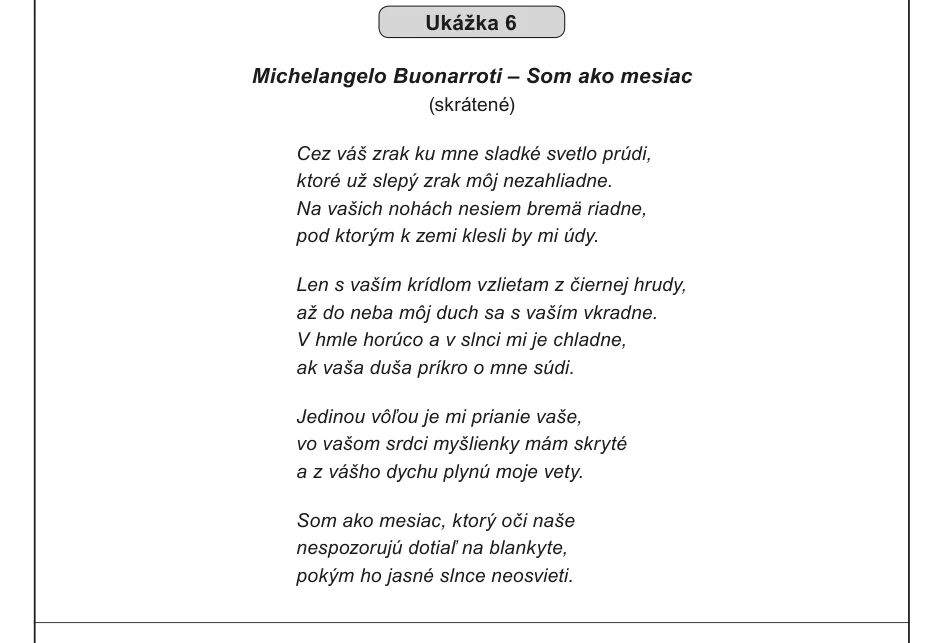 Ukážka 6
Michelangelo Buonarroti – Som ako mesiac
(skrátené)
Cez váš zrak ku mne sladké svetlo prúdi,
ktoré už slepý zrak môj nezahliadne.
Na vašich nohách nesiem bremä riadne,
pod ktorým k zemi klesli by mi údy.
Len s vaším krídlom vzlietam z čiernej hrudy,
až do neba môj duch sa s vaším vkradne.
V hmle horúco a v slnci mi je chladne,
ak vaša duša príkro o mne súdi.
Jedinou vôľou je mi prianie vaše,
vo vašom srdci myšlienky mám skryté
a z vášho dychu plynú moje vety.
Som ako mesiac, ktorý oči naše
nespozorujú dotiaľ na blankyte,
pokým ho jasné slnce neosvieti.